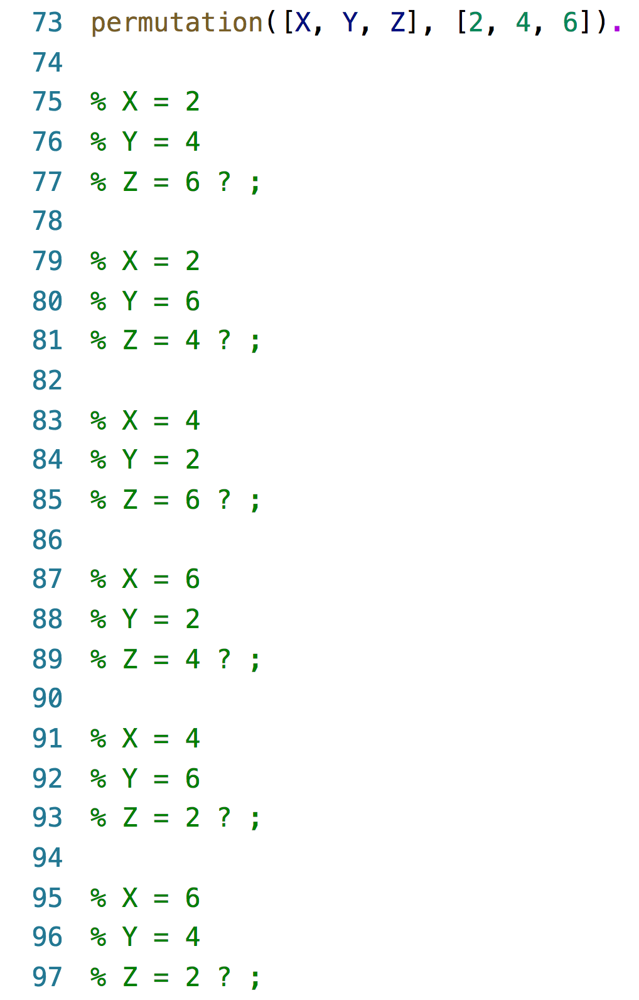 73 permutation([X, Y, Z], [2, 4, 6]).
74
75 % X = 2
76 % Y = 4
77 % Z = 6 ? ;
78
79 % X = 2
80 % Y = 6
81 % Z = 4 ? ;
82
83 % X = 4
84 % Y = 2
85 % Z = 6 ? ;
86
87 % X = 6
88 % Y = 2
89 % Z = 4 ? ;
90
91 % X = 4
92 % Y = 6
93 % Z = 2 ? ;
94
95 % X = 6
96 % Y = 4
97 % Z = 2 ? ;